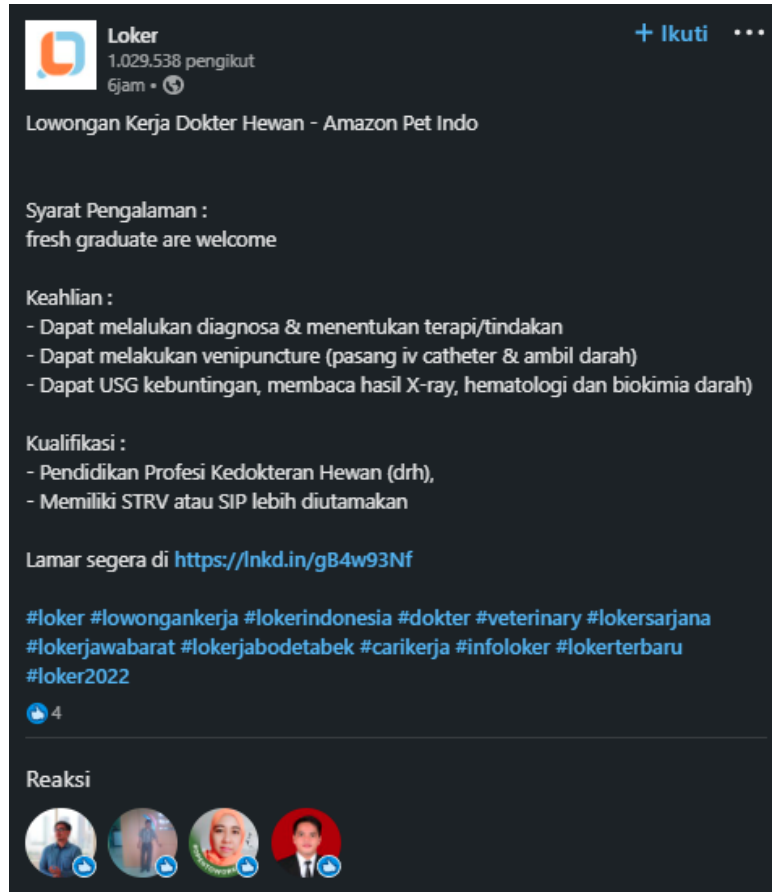 Loker
+ Ikuti
1.029.538 pengikut
6jam •
Lowongan Kerja Dokter Hewan - Amazon Pet Indo
Syarat Pengalaman :
fresh graduate are welcome
Keahlian :
- Dapat melalukan diagnosa & menentukan terapi/tindakan
- Dapat melakukan venipuncture (pasang iv catheter & ambil darah)
- Dapat USG kebuntingan, membaca hasil X-ray, hematologi dan biokimia darah)
Kualifikasi :
- Pendidikan Profesi Kedokteran Hewan (drh),
- Memiliki STRV atau SIP lebih diutamakan
Lamar segera di https://lnkd.in/gB4w93Nf
#loker #lowongankerja #lokerindonesia #dokter #veterinary #lokersarjana
#lokerjawabarat #lokerjabodetabek #carikerja #infoloker #lokerterbaru
#loker2022
4
Reaksi